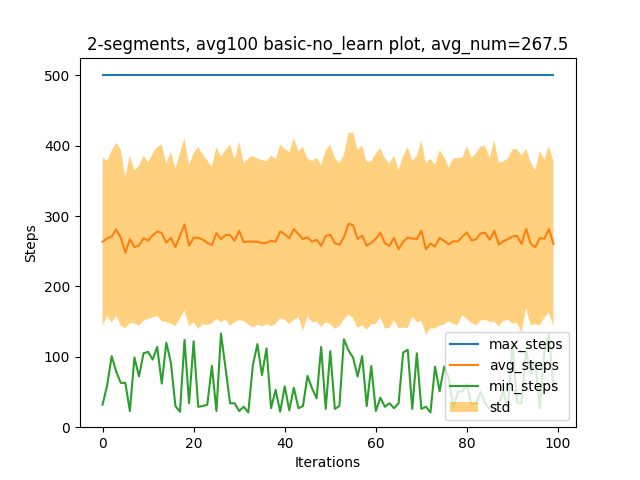 2-segments, avg100 basic-no_learn plot, avg_num=267.5
500
400
300
200
100
0
Steps
0 20 40 60 80 100
Iterations
max_steps
avg_steps
min_steps
std